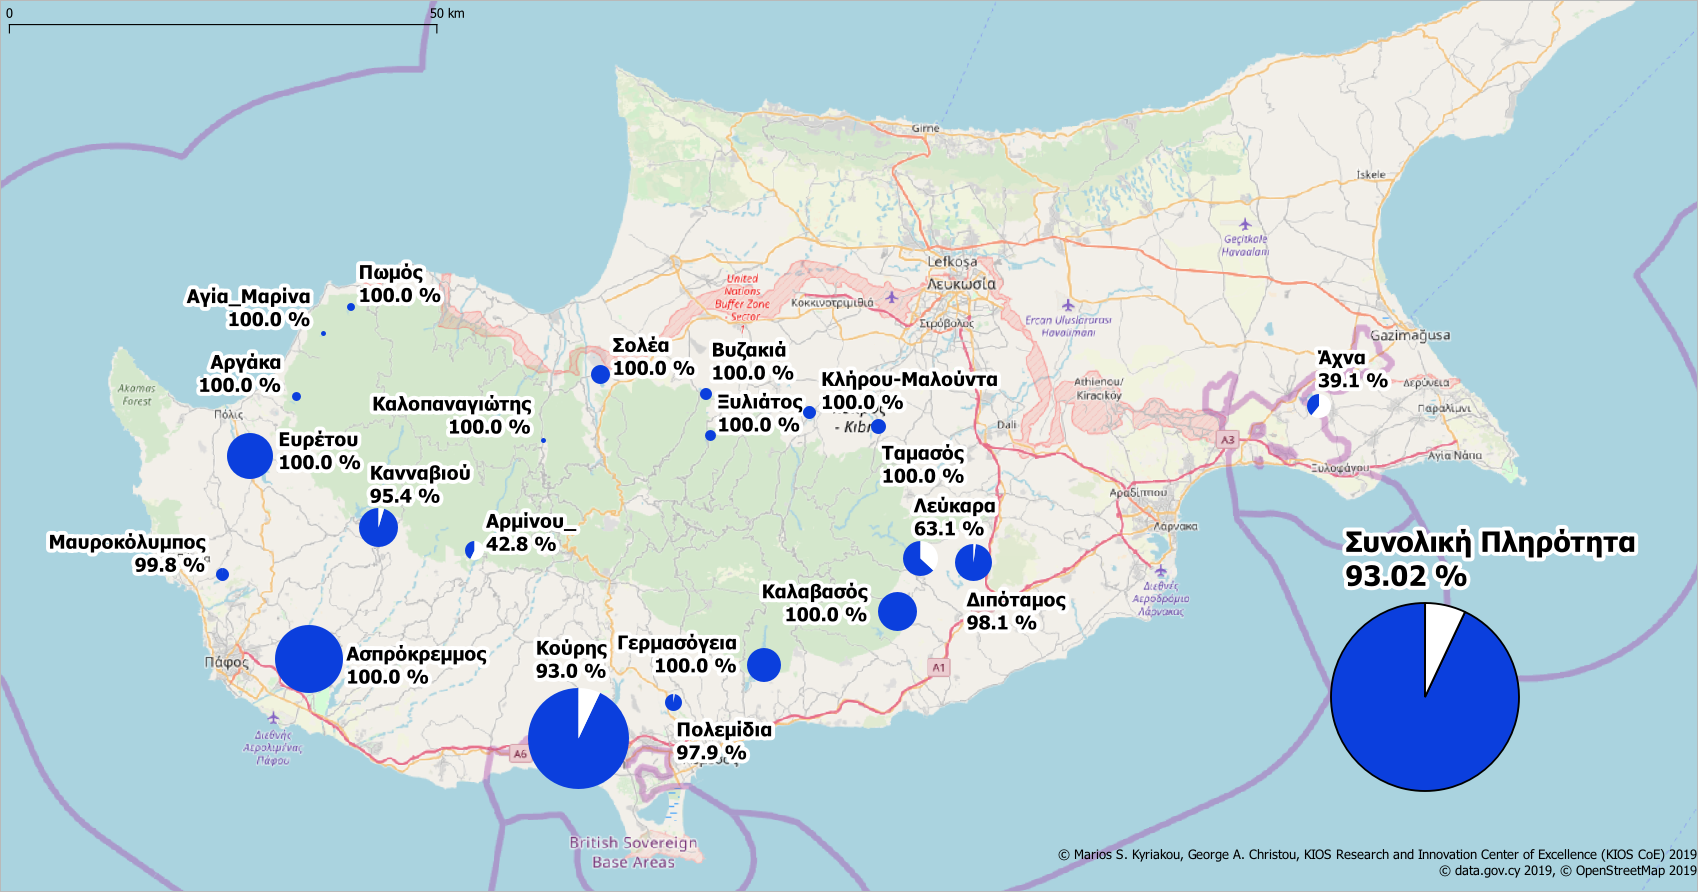 0
50 km
Girne
Iskele
Geçitkale
Havaalanı
Lefkoşa
Λευκωσία
United
Nations
Buffer Zone
- Sector
Κοκκινοτριμιθιά
Στρόβολος
Ercan Uluslararası
Havalimanı
Gazimağusa
Πωμός
100.0 %
Αγία_Μαρίνα
100.0 %
Σολέα
100.0 %
Βυζακιά
100.0 %
Άχνα
39.1 %
Αργάκα
100.0 %
Akamas
Forest
Πόλις
Κλήρου-Μαλούντα
100.0 %
Athienou/
Kiracıköy
Δερύνεια
Παραλίμνι
Καλοπαναγιώτης
100.0 %
Ξυλιάτος
100.0 %
- Kıbr
Dali
A3
Ευρέτου
100.0 %
Ταμασός
100.0 %
Ξυλοφάγου
Αγία Νάπα
Κανναβιού
95.4 %
Αραδίππου
Λάρνακα
Λεύκαρα
63.1 %
Αρμίνου_
42.8 %
Μαυροκόλυμπος
99.8 %
Συνολική Πληρότητα
93.02 %
Διεθνής
Αεροδρόμιο
Λάρνακας
Καλαβασός
100.0 %
Διπόταμος
98.1 %
Πάφος
Ασπρόκρεμμος
100.0 %
Κούρης
93.0 %
Γερμασόγεια
100.0 %
A1
Διεθνής
Αερολιμένας
Πάφου
A6
Πολεμίδια
97.9 %
British Sovereign
Base Areas
© Marios S. Kyriakou, George A. Christou, KIOS Research and Innovation Center of Excellence (KIOS CoE) 2019
© data.gov.cy 2019, © OpenStreetMap 2019